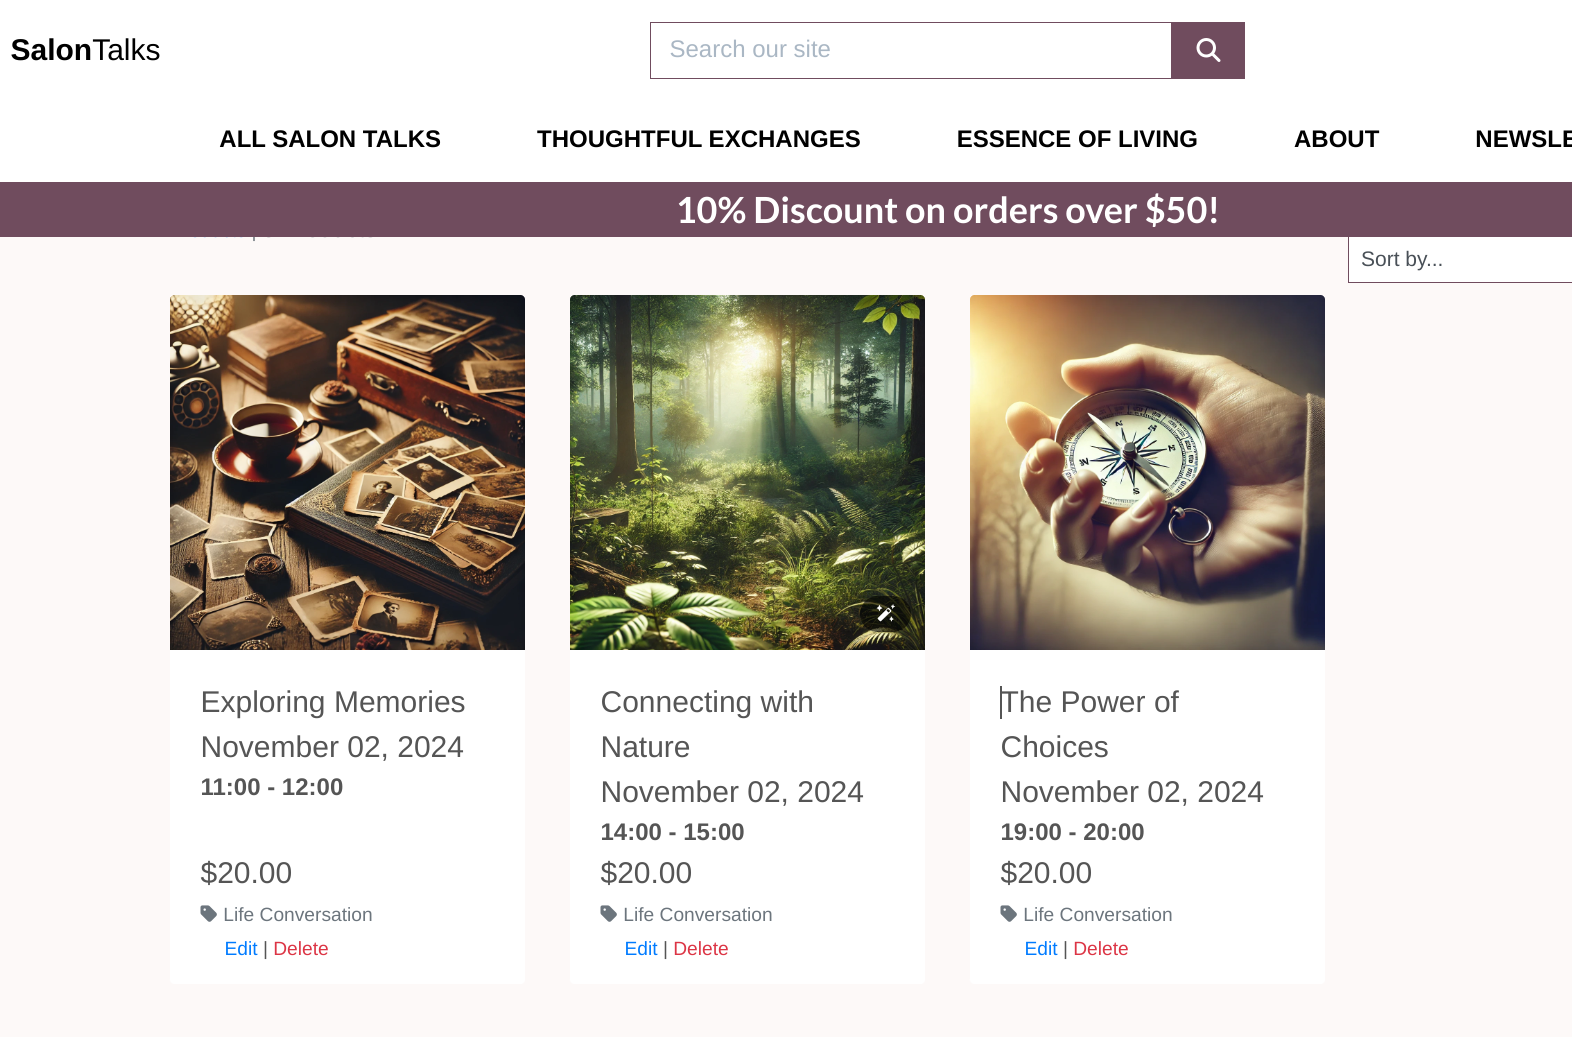 SalonTalks
Search our site
ALL SALON TALKS THOUGHTFUL EXCHANGES ESSENCE OF LIVING ABOUT NEWSLE
10% Discount on orders over $50!
Sort by...
Exploring Memories
November 02, 2024
11:00 - 12:00
$20.00
Life Conversation
Edit | Delete
Connecting with
Nature
November 02, 2024
14:00 - 15:00
$20.00
Life Conversation
Edit | Delete
The Power of
Choices
November 02, 2024
19:00 - 20:00
$20.00
Life Conversation
Edit | Delete